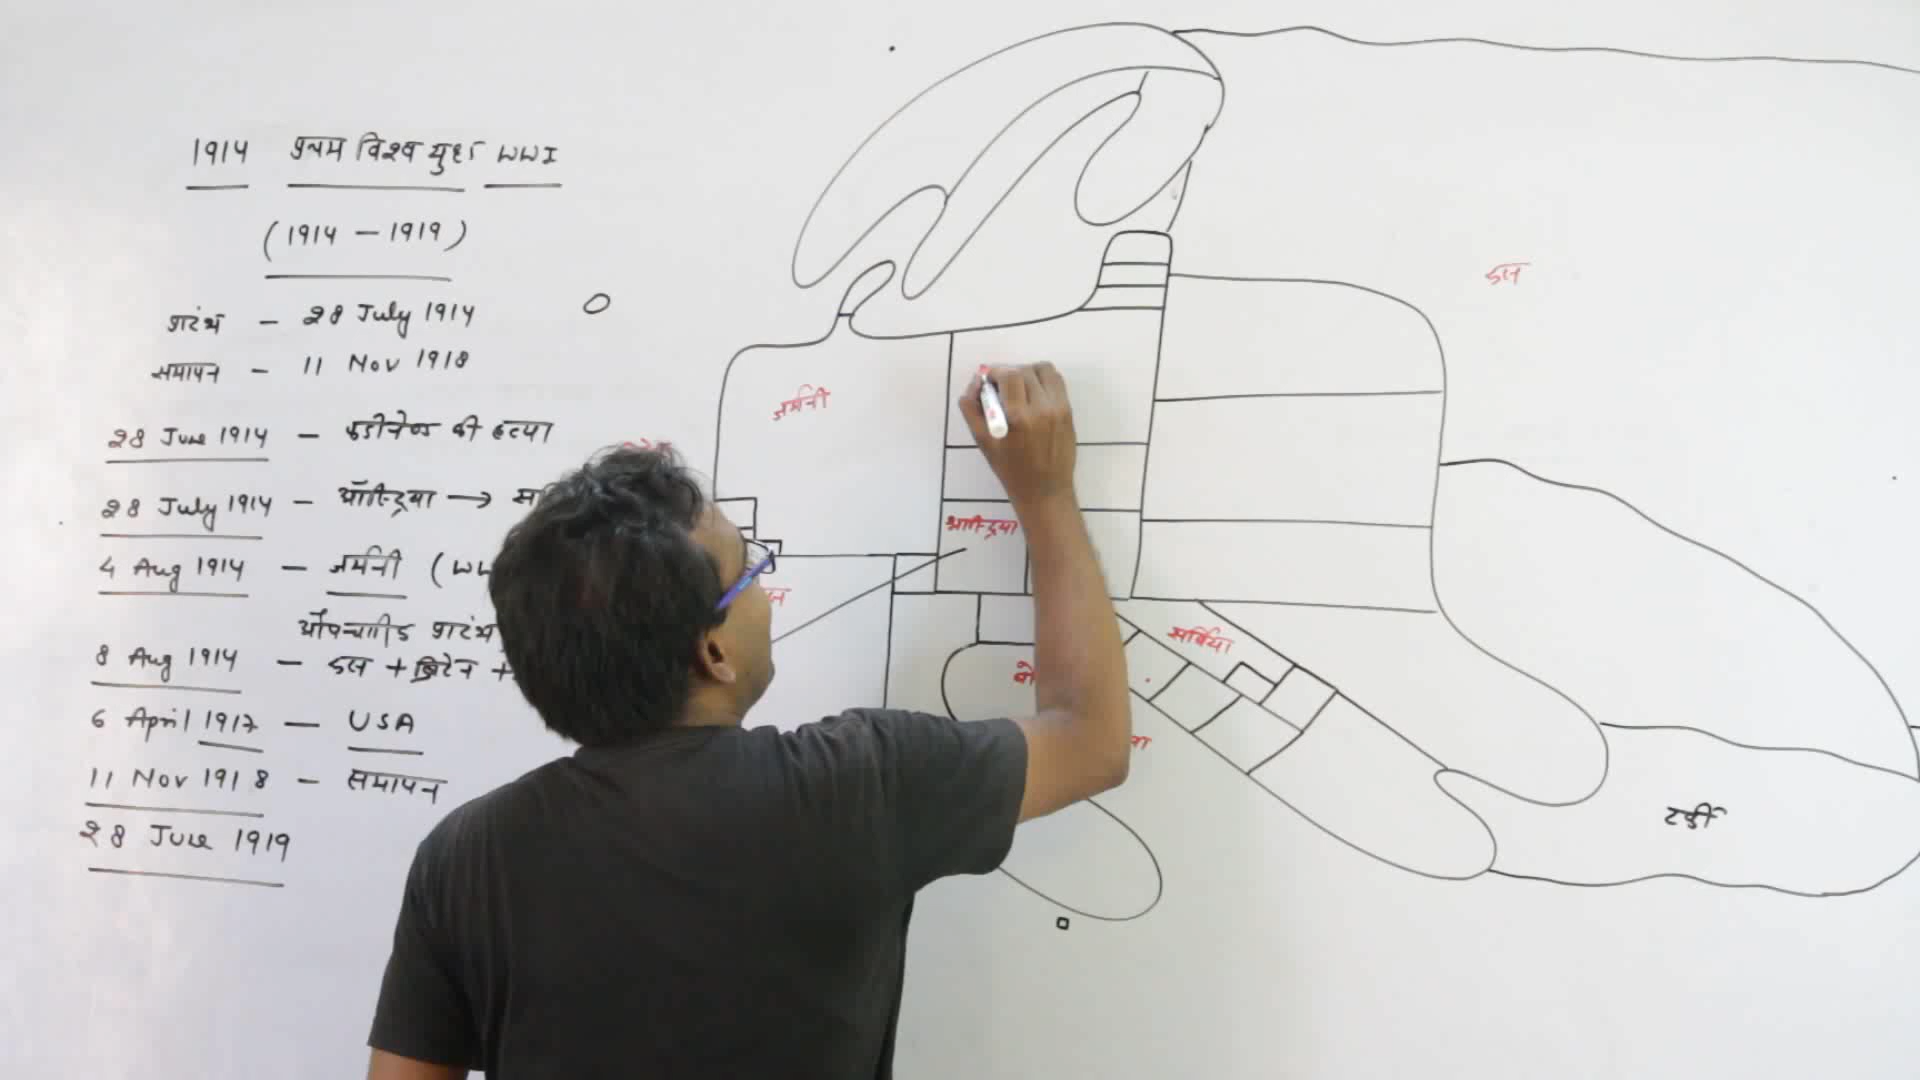 1914 प्रथम विश्व युद्ध WWI
(1914 – 1919)
प्रारंभ – 28 July 1914
समापन – 11 Nov 1918
28 June 1914 – फर्डीनेण्ड की हत्या
28 July 1914 – ऑस्ट्रिया →
4 Aug 1914 – जर्मनी (WW
औपचारिक प्रारंभ
8 Aug 1914 – रूस + ब्रिटेन +
6 April 1917 – USA
11 Nov 1918 – समापन
28 June 1919
रूस
जर्मनी
आस्ट्रिया
सर्बिया
टर्की